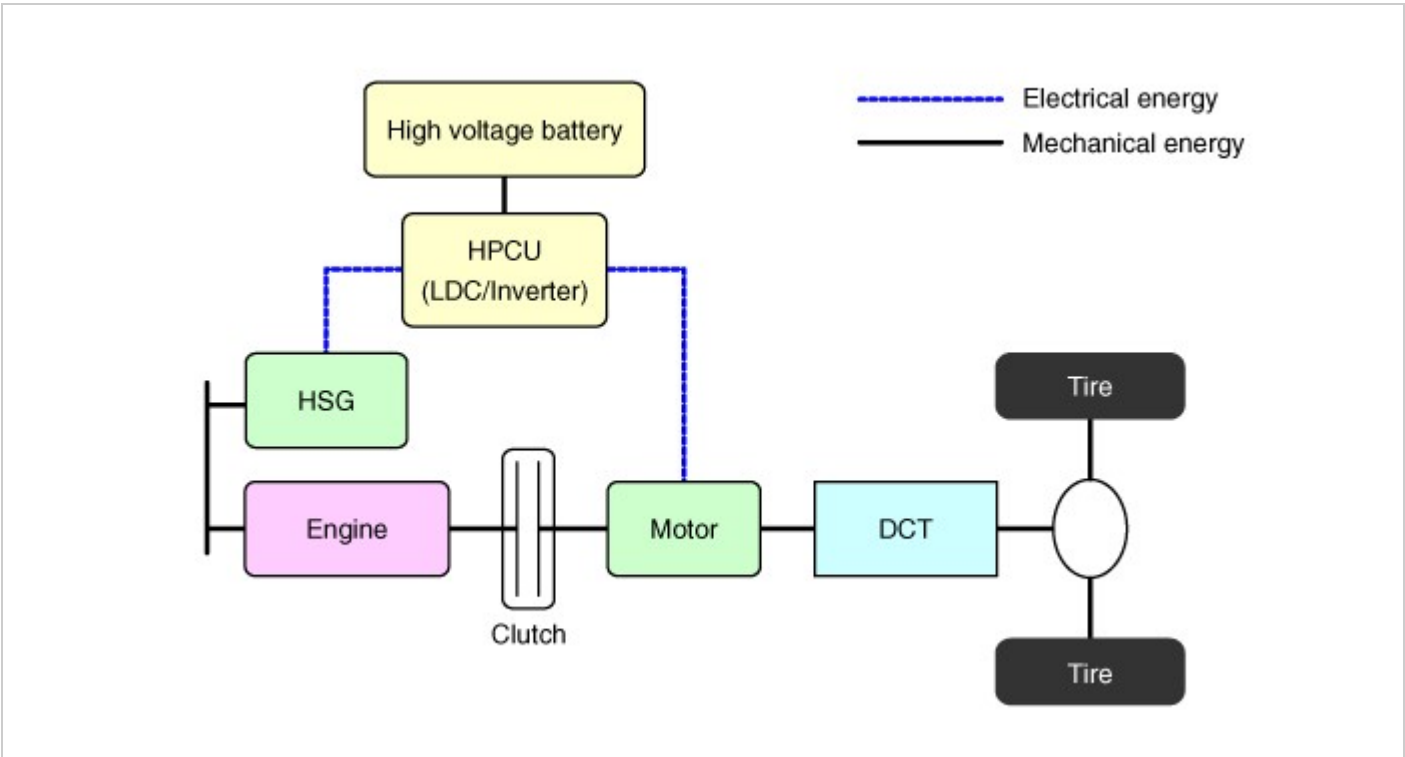 High voltage battery
Electrical energy
Mechanical energy
HPCU
(LDC/Inverter)
HSG
Tire
Engine
Motor
DCT
Clutch
Tire